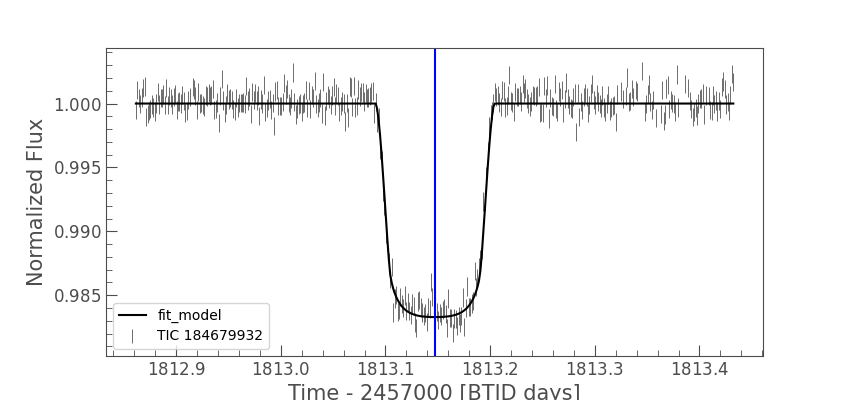 1.000
0.995
0.990
0.985
Normalized Flux
fit_model
TIC 184679932
1812.9 1813.0 1813.1 1813.2 1813.3 1813.4
Time - 2457000 [BTJD days]